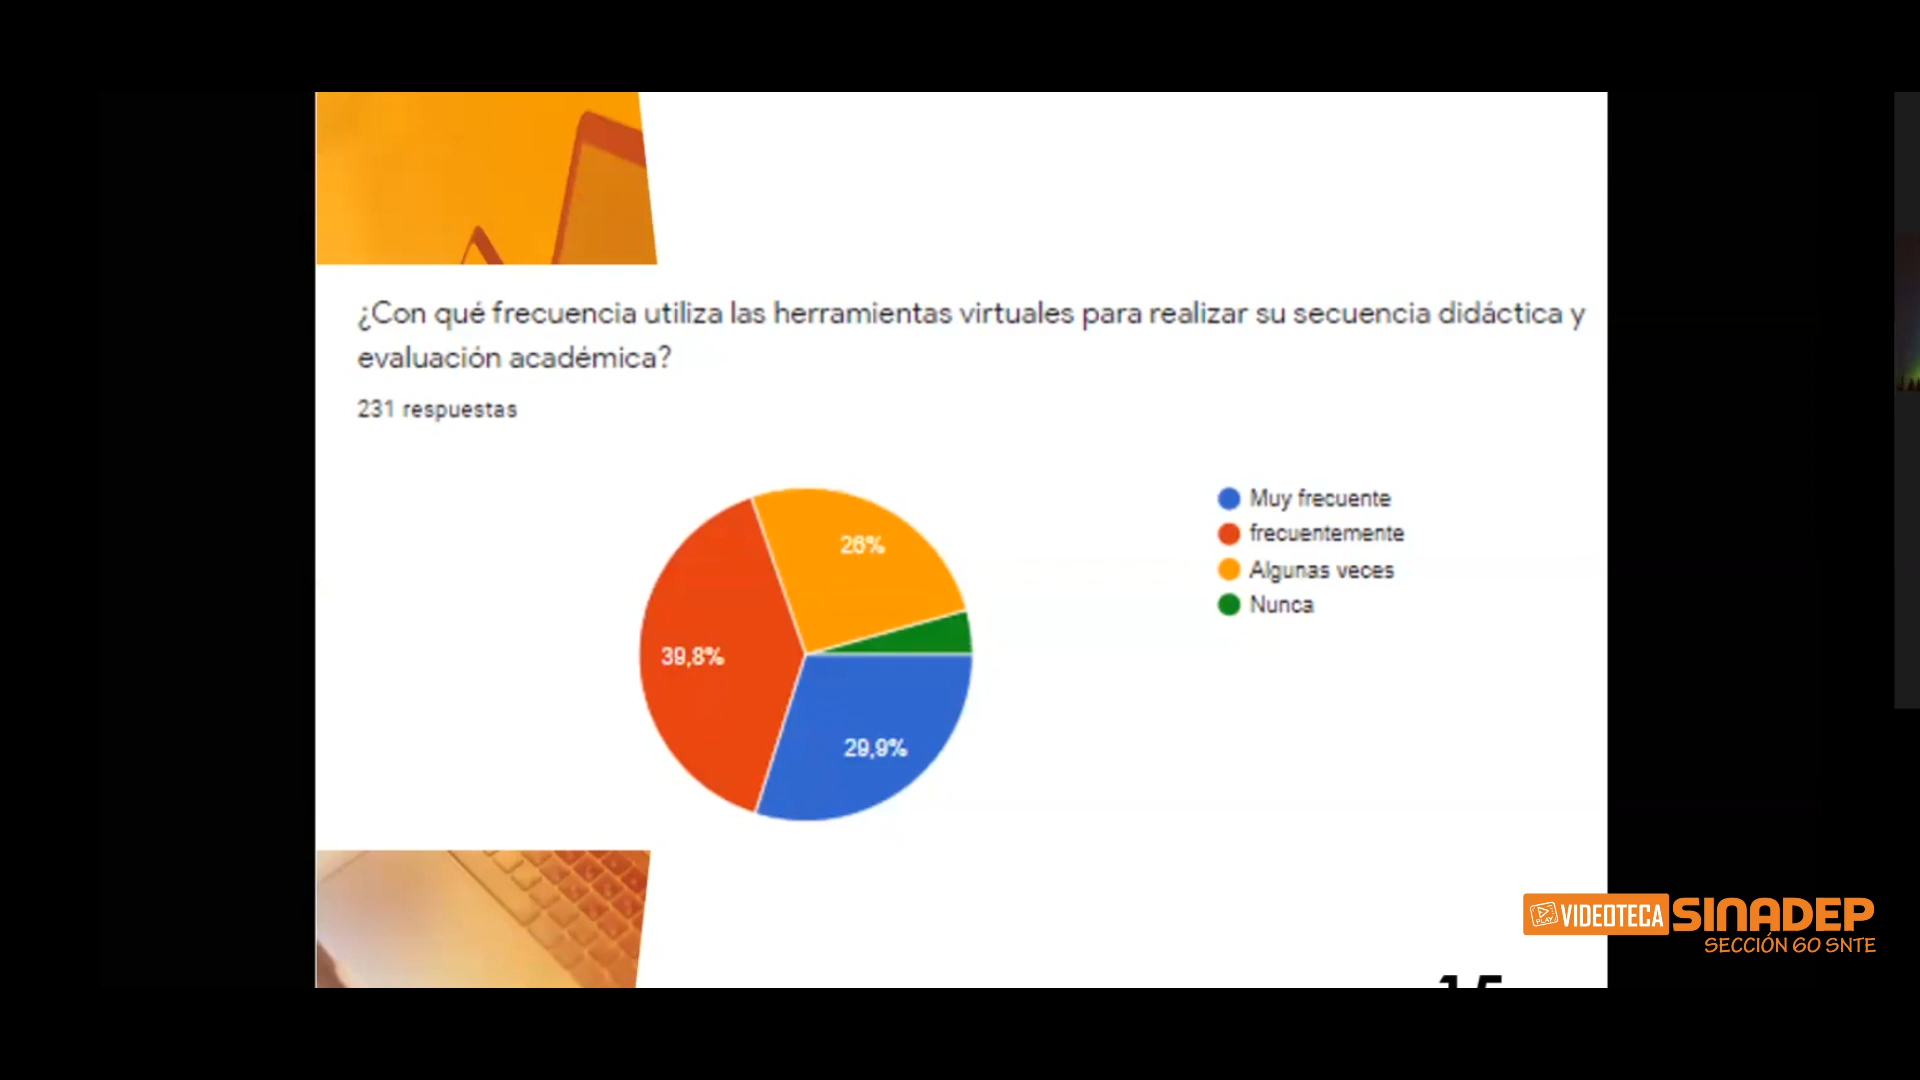 ¿Con qué frecuencia utiliza las herramientas virtuales para realizar su secuencia didáctica y
evaluación académica?
231 respuestas
Muy frecuente
frecuentemente
Algunas veces
Nunca
26%
39,8%
29,9%
PLAY
VIDEOTECA SINADEP
SECCIÓN 60 SNTE